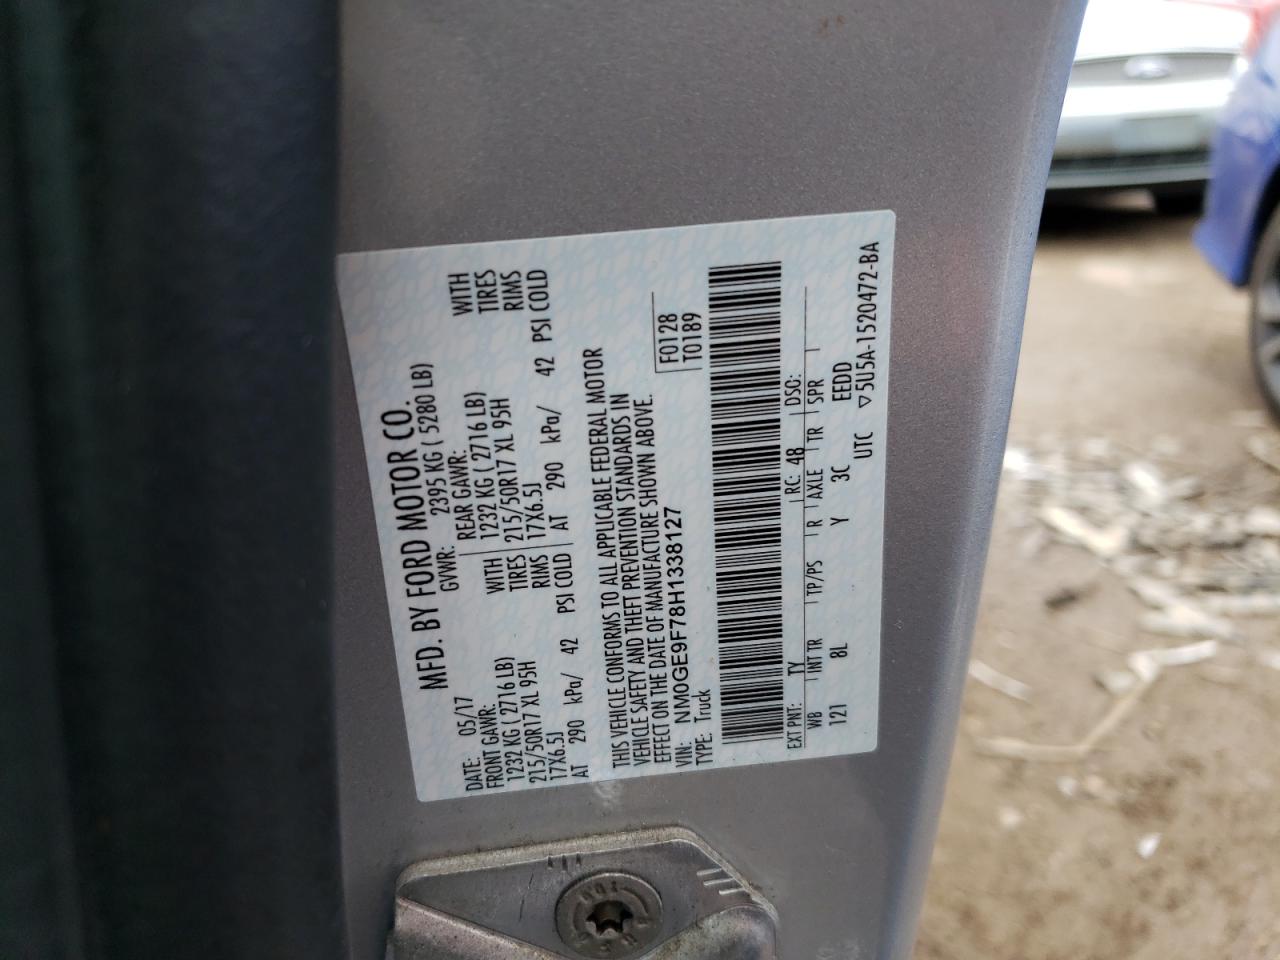 MFD. BY FORD MOTOR CO.
DATE: 05/17 GVWR: 2395 KG ( 5280 LB)
FRONT GAWR: REAR GAWR:
1232 KG ( 2716 LB) WITH 1232 KG ( 2716 LB) WITH
215/50R17 XL 95H TIRES 215/50R17 XL 95H TIRES
17X6.5J RIMS 17X6.5J RIMS
AT 290 kPa/ 42 PSI COLD AT 290 kPa/ 42 PSI COLD
THIS VEHICLE CONFORMS TO ALL APPLICABLE FEDERAL MOTOR
VEHICLE SAFETY AND THEFT PREVENTION STANDARDS IN
EFFECT ON THE DATE OF MANUFACTURE SHOWN ABOVE.
VIN: NM0GE9F78H1338127 F0128
TYPE: Truck T0189
EXT PNT: TY RC: 48 DSO:
WB INT TR TP/PS R AXLE TR SPR
121 8L Y 3C EEDD
UTC ▽5U5A-1520472-BA